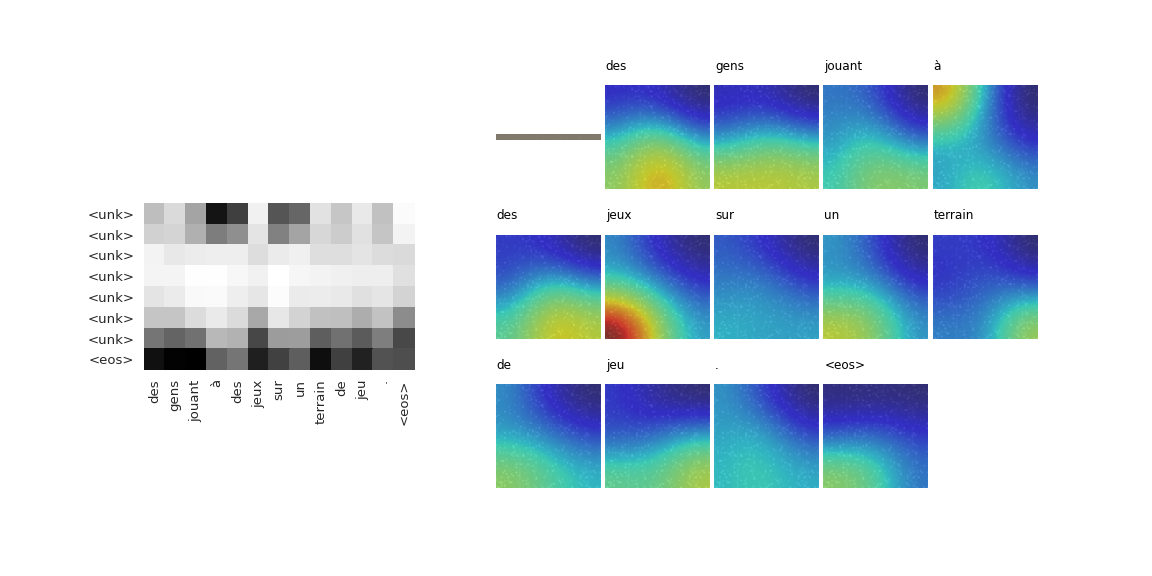 des gens jouant à
<unk>
<unk>
<unk>
<unk>
<unk>
<unk>
<unk>
<eos>
des gens jouant à des jeux sur un terrain de jeu . <eos>
des jeux sur un terrain
de jeu . <eos>